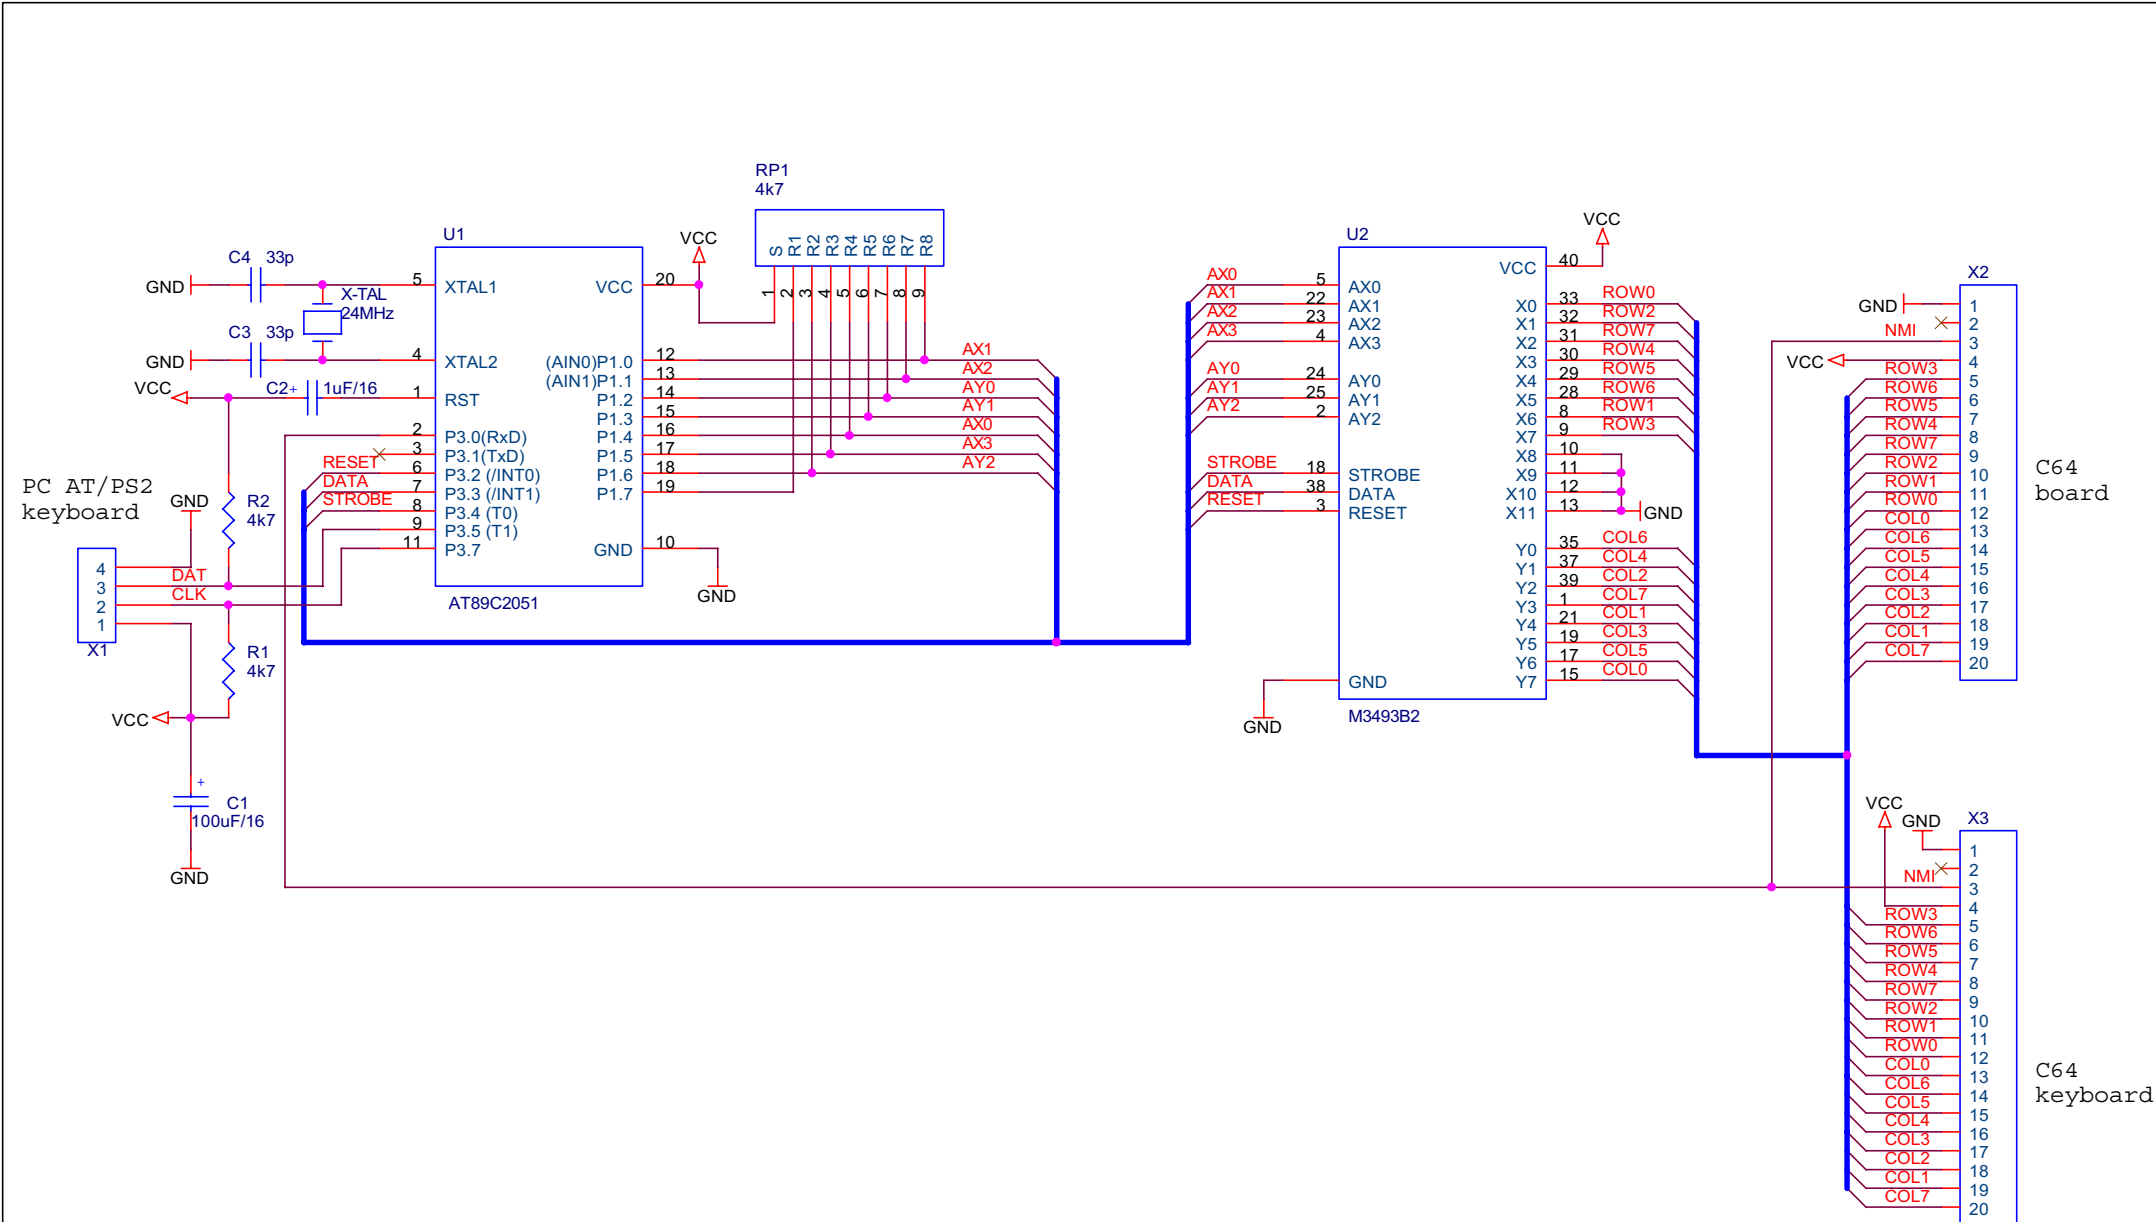 RP1
4k7
S
R1
R2
R3
R4
R5
R6
R7
R8
1
2
3
4
5
6
7
8
9
PC AT/PS2
keyboard
X1
4
3
2
1
DAT
CLK
GND
VCC
R1
4k7
R2
4k7
C1
+
100uF/16
GND
C4 33p
GND
C3 33p
GND
X-TAL
24MHz
VCC
C2+ 1uF/16
U1
AT89C2051
5 XTAL1
4 XTAL2
1 RST
2 P3.0(RxD)
3 P3.1(TxD)
RESET 6 P3.2 (/INT0)
DATA 7 P3.3 (/INT1)
STROBE 8 P3.4 (T0)
9 P3.5 (T1)
11 P3.7
VCC
VCC 20
(AIN0)P1.0 12 AX1
(AIN1)P1.1 13 AX2
P1.2 14 AY0
P1.3 15 AY1
P1.4 16 AX0
P1.5 17 AX3
P1.6 18 AY2
P1.7 19
GND 10
GND
U2
M3493B2
AX0 5 AX0
AX1 22 AX1
AX2 23 AX2
AX3 4 AX3
AY0 24 AY0
AY1 25 AY1
AY2 2 AY2
STROBE 18 STROBE
DATA 38 DATA
RESET 3 RESET
GND
GND
VCC
VCC 40
X0 33 ROW0
X1 32 ROW2
X2 31 ROW7
X3 30 ROW4
X4 29 ROW5
X5 28 ROW6
X6 8 ROW1
X7 9 ROW3
X8 10
X9 11
X10 12
X11 13 GND
Y0 35 COL6
Y1 37 COL4
Y2 39 COL2
Y3 1 COL7
Y4 21 COL1
Y5 19 COL3
Y6 17 COL5
Y7 15 COL0
X2
GND 1
2
NMI 3
VCC 4
ROW3 5
ROW6 6
ROW5 7
ROW4 8
ROW7 9
ROW2 10
ROW1 11
ROW0 12
COL0 13
COL6 14
COL5 15
COL4 16
COL3 17
COL2 18
COL1 19
COL7 20
C64
board
X3
VCC
GND
1
2
NMI 3
4
ROW3 5
ROW6 6
ROW5 7
ROW4 8
ROW7 9
ROW2 10
ROW1 11
ROW0 12
COL0 13
COL6 14
COL5 15
COL4 16
COL3 17
COL2 18
COL1 19
COL7 20
C64
keyboard